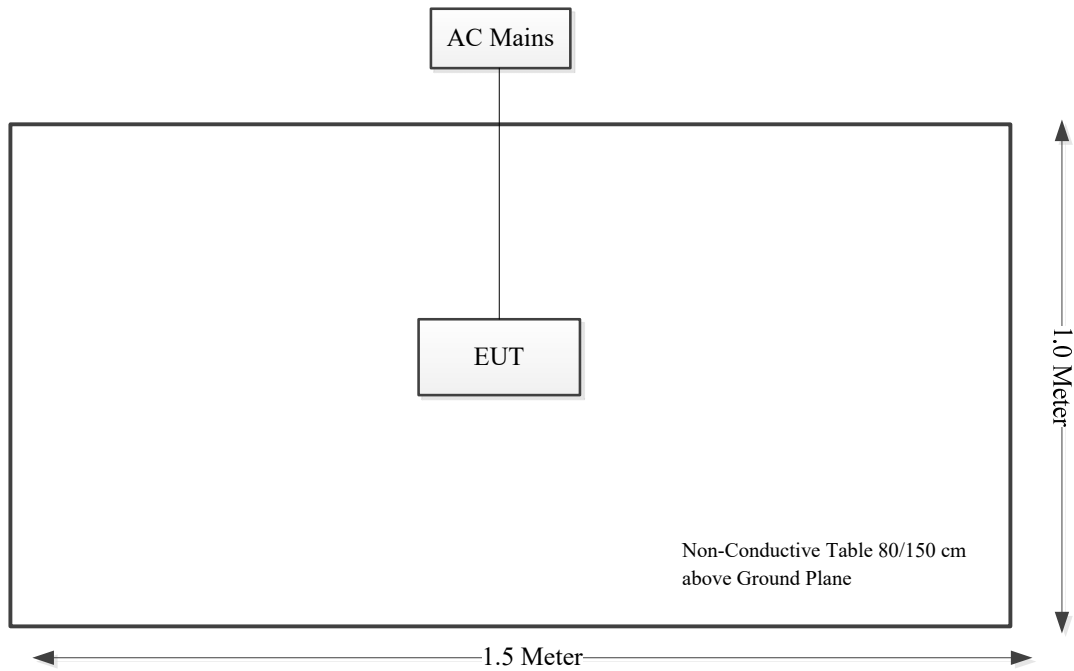 AC Mains
EUT
1.0 Meter
Non-Conductive Table 80/150 cm
above Ground Plane
1.5 Meter